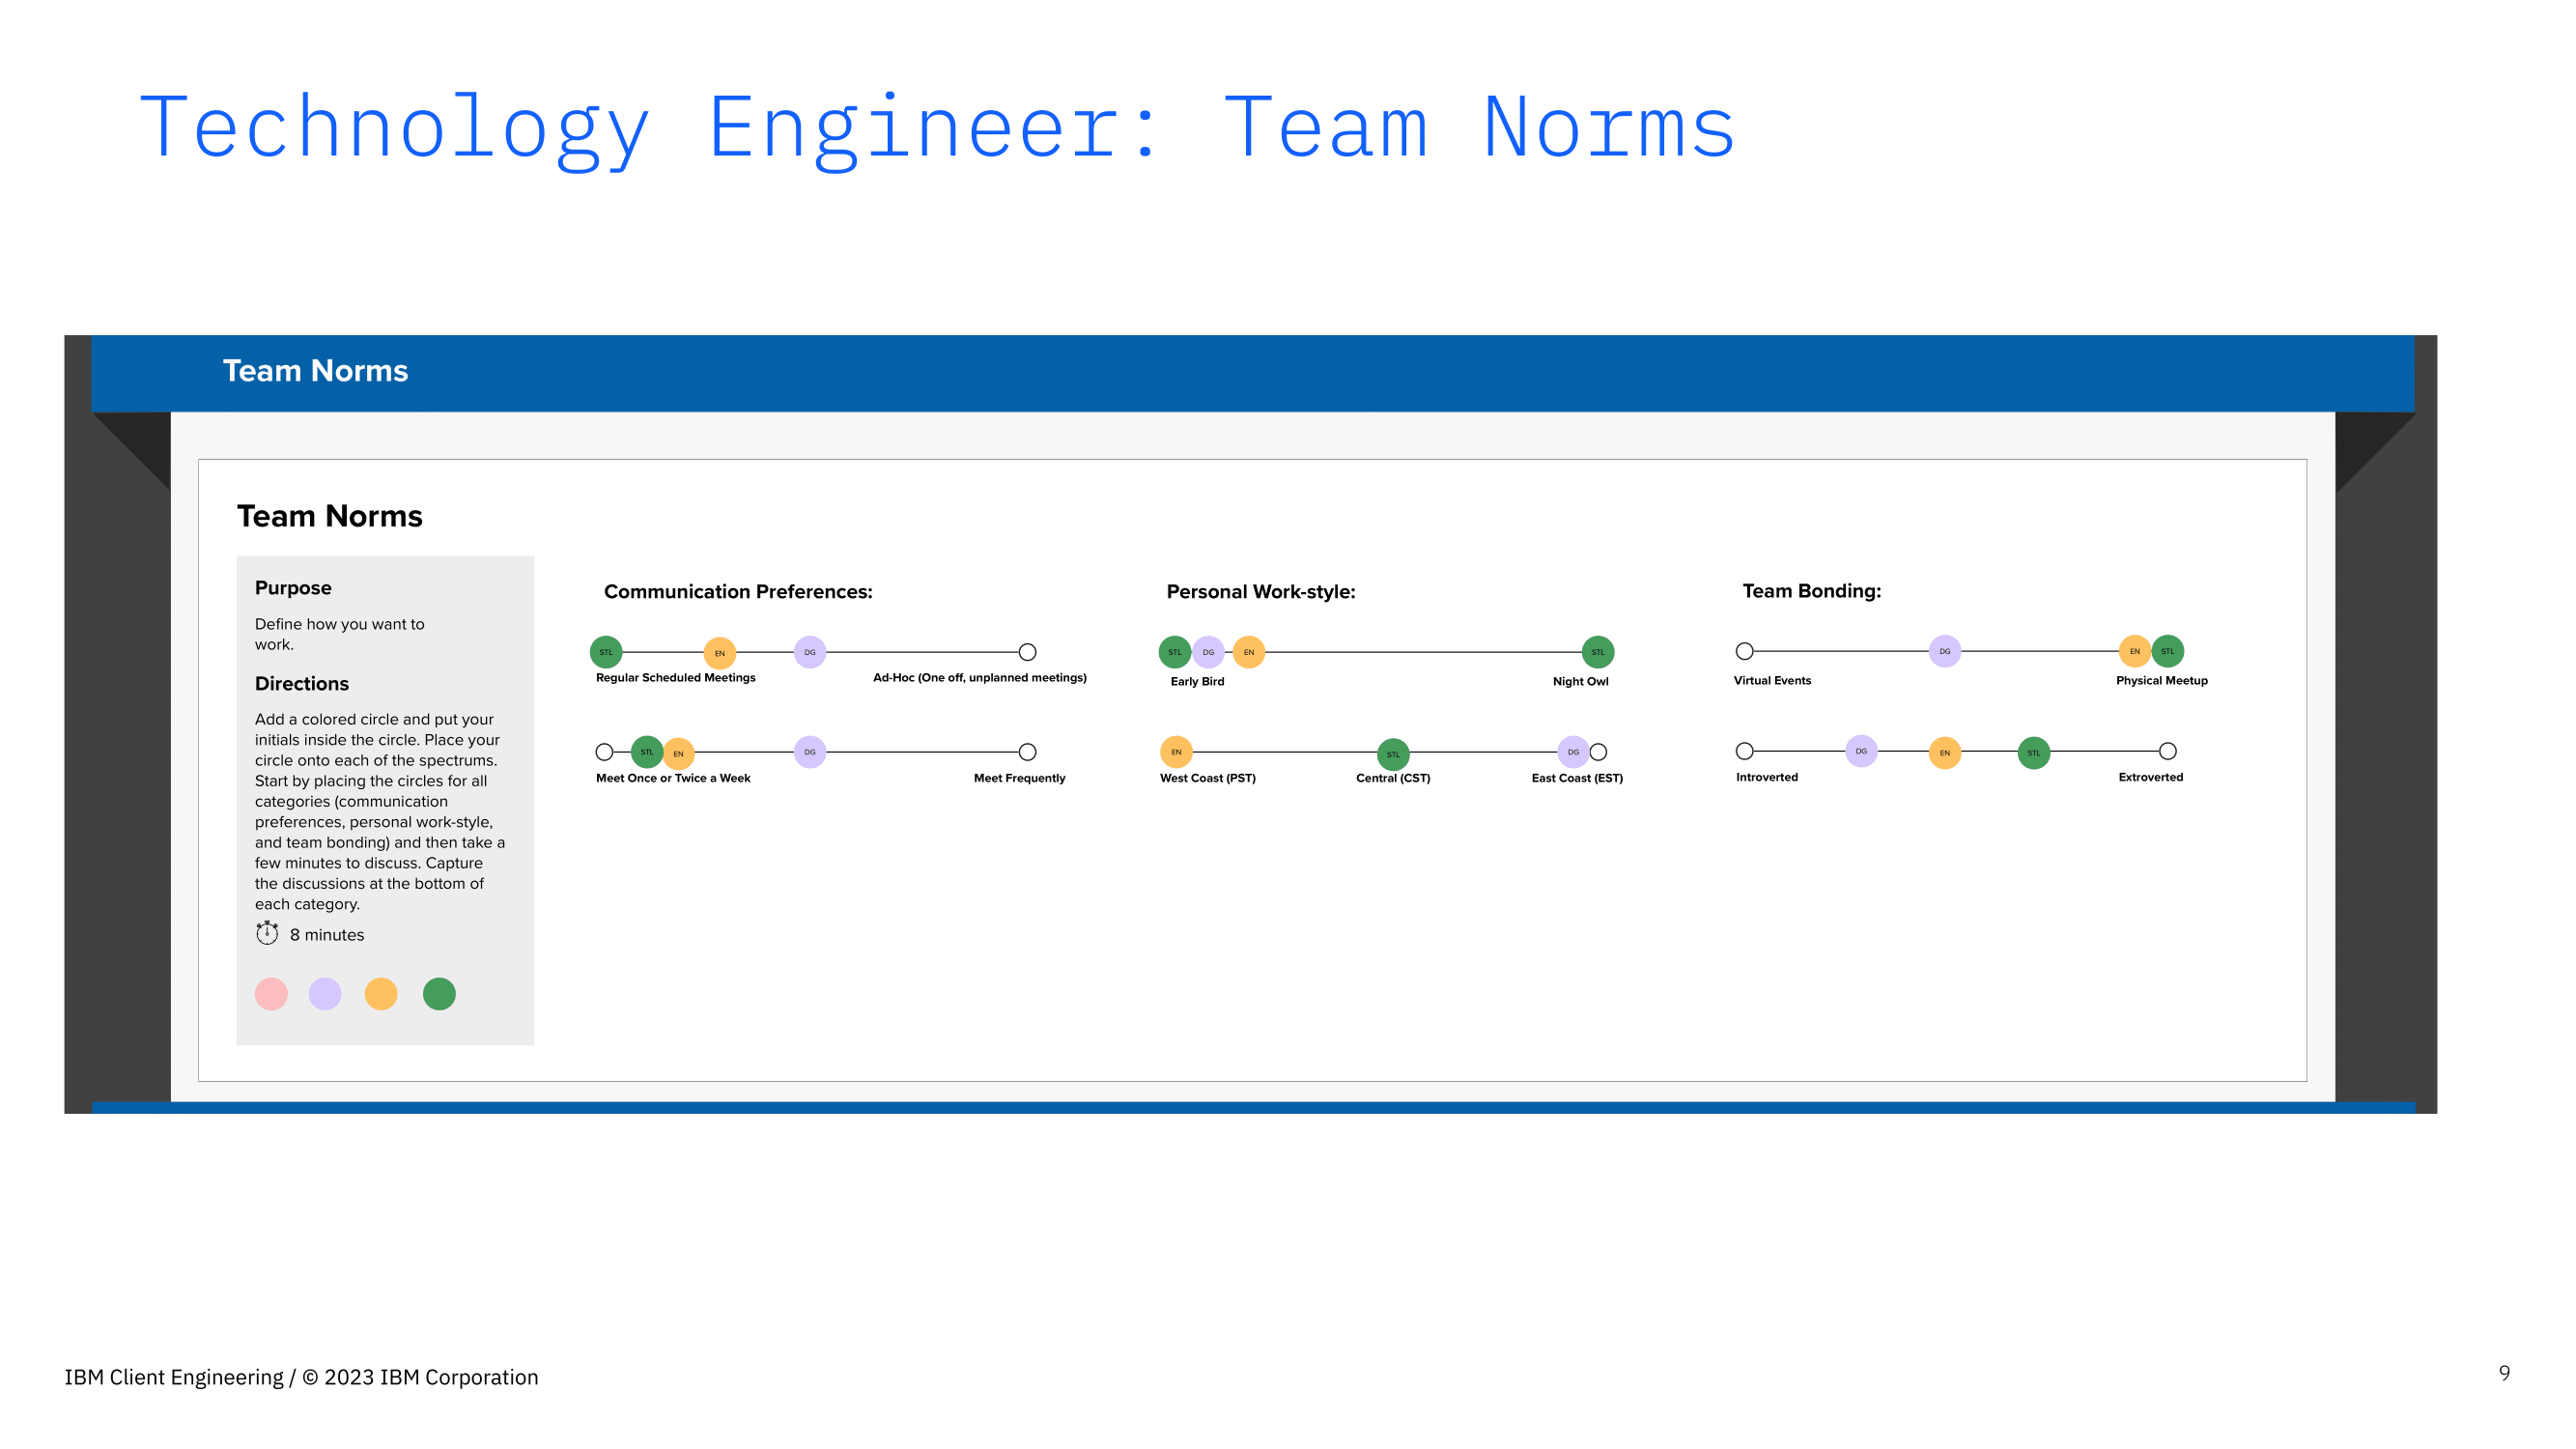 Technology Engineer: Team Norms
Team Norms
Team Norms
Purpose
Define how you want to
work.
Directions
Add a colored circle and put your
initials inside the circle. Place your
circle onto each of the spectrums.
Start by placing the circles for all
categories (communication
preferences, personal work-style,
and team bonding) and then take a
few minutes to discuss. Capture
the discussions at the bottom of
each category.
8 minutes
Communication Preferences:
STL EN DG
Regular Scheduled Meetings Ad-Hoc (One off, unplanned meetings)
STL EN DG
Meet Once or Twice a Week Meet Frequently
Personal Work-style:
STL DG EN STL
Early Bird Night Owl
EN STL DG
West Coast (PST) Central (CST) East Coast (EST)
Team Bonding:
DG EN STL
Virtual Events Physical Meetup
DG EN STL
Introverted Extroverted
IBM Client Engineering / © 2023 IBM Corporation
9